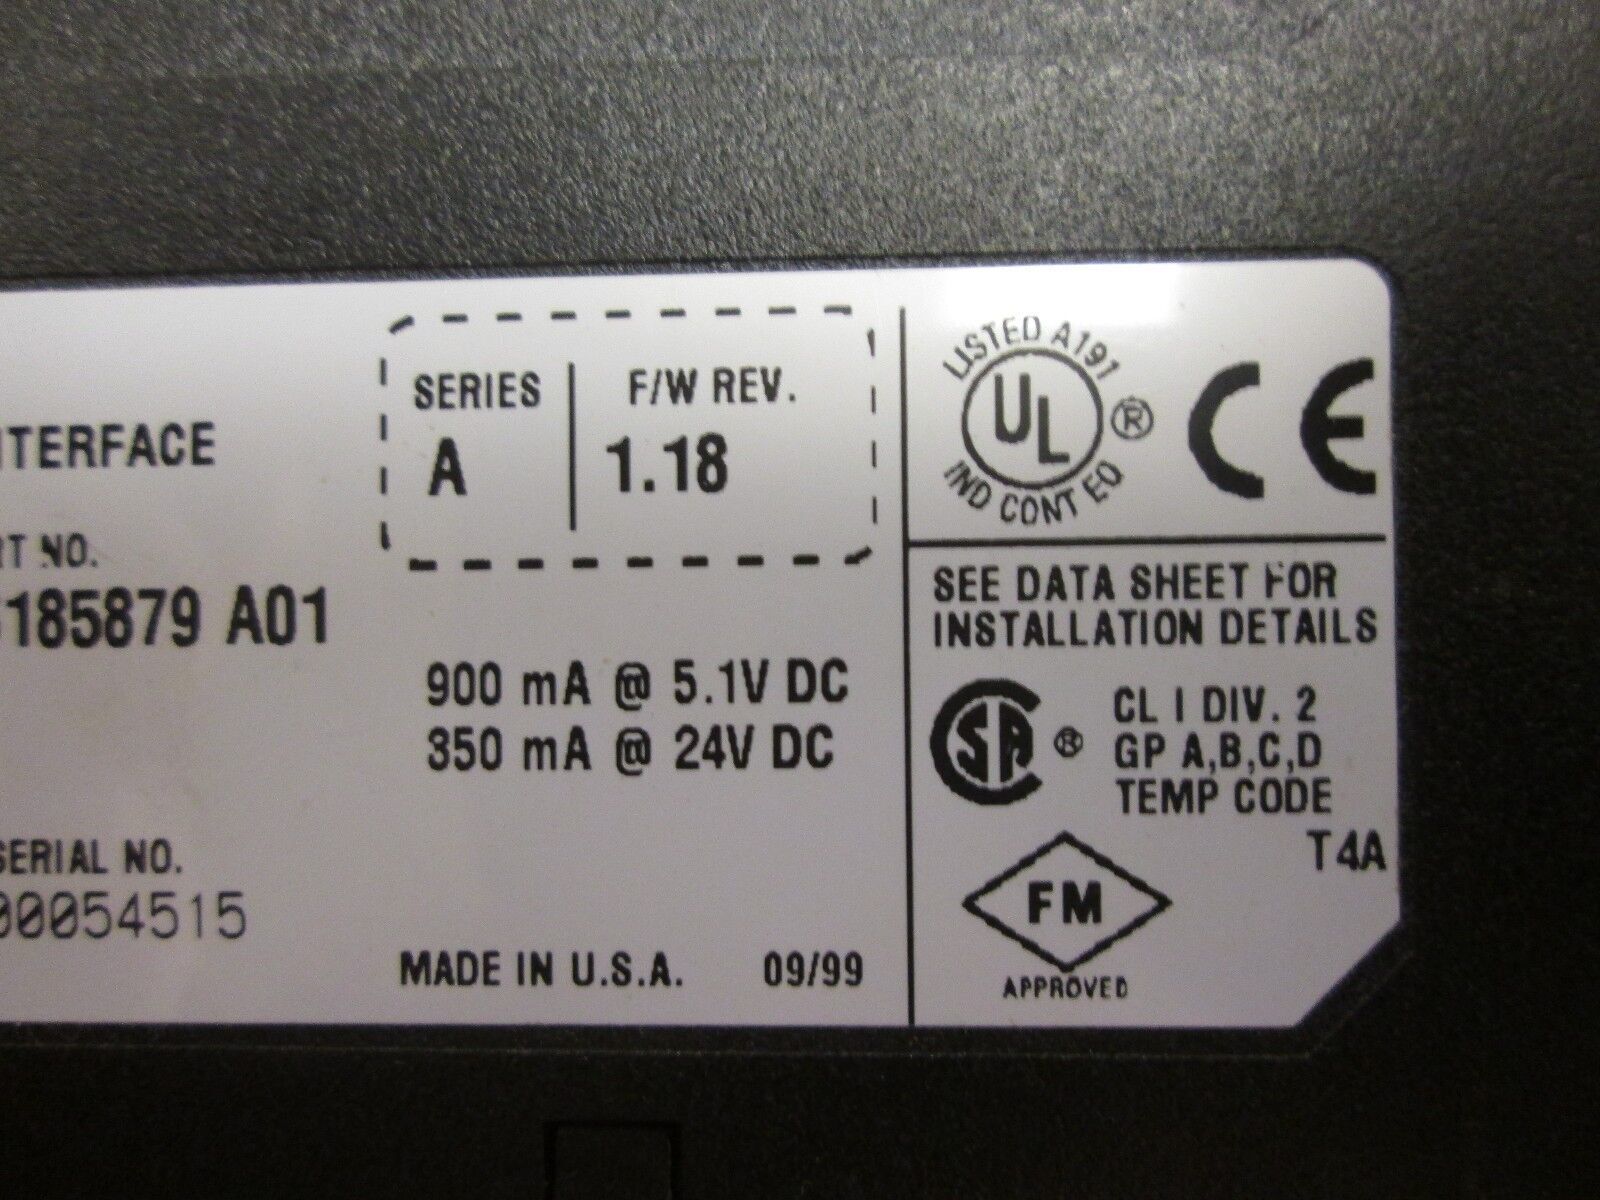 NTERFACE
SERIES
A
F/W REV.
1.18
RT NO.
185879 A01
900 mA @ 5.1V DC
350 mA @ 24V DC
SERIAL NO.
00054515
MADE IN U.S.A. 09/99
LISTED A191
UL ®
IND CONT EQ
CE
SEE DATA SHEET FOR
INSTALLATION DETAILS
SA ®
CL I DIV. 2
GP A,B,C,D
TEMP CODE
T4A
FM
APPROVED